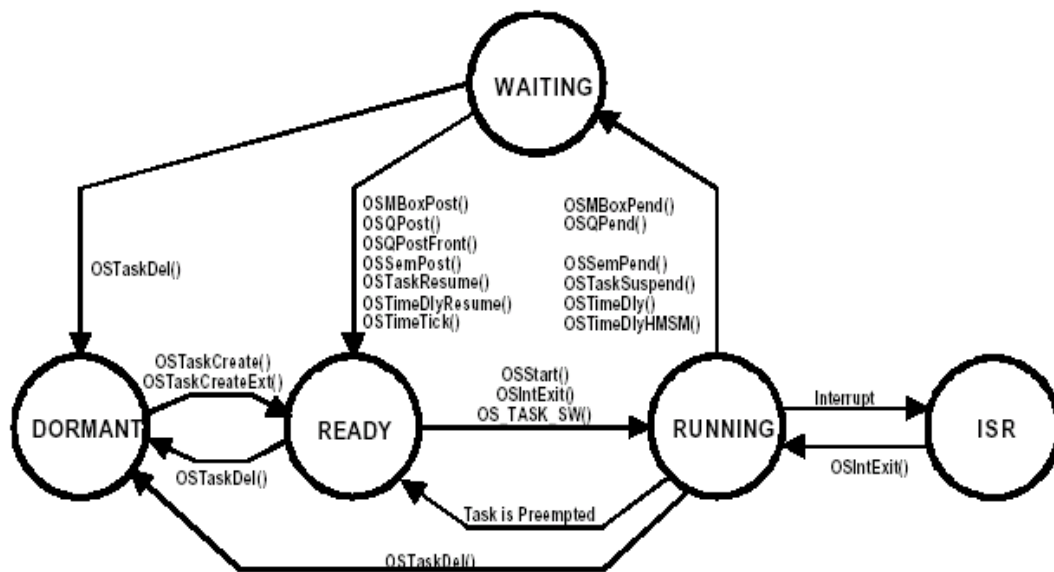 WAITING
OSMBoxPost()
OSQPost()
OSQPostFront()
OSSemPost()
OSTaskResume()
OSTimeDlyResume()
OSTimeTick()
OSMBoxPend()
OSQPend()
OSSemPend()
OSTaskSuspend()
OSTimeDly()
OSTimeDlyHMSM()
OSTaskDel()
OSTaskCreate()
OSTaskCreateExt()
OSStart()
OSIntExit()
OS_TASK_SW()
Interrupt
DORMANT
READY
RUNNING
ISR
OSTaskDel()
OSIntExit()
Task is Preempted
OSTaskDel()